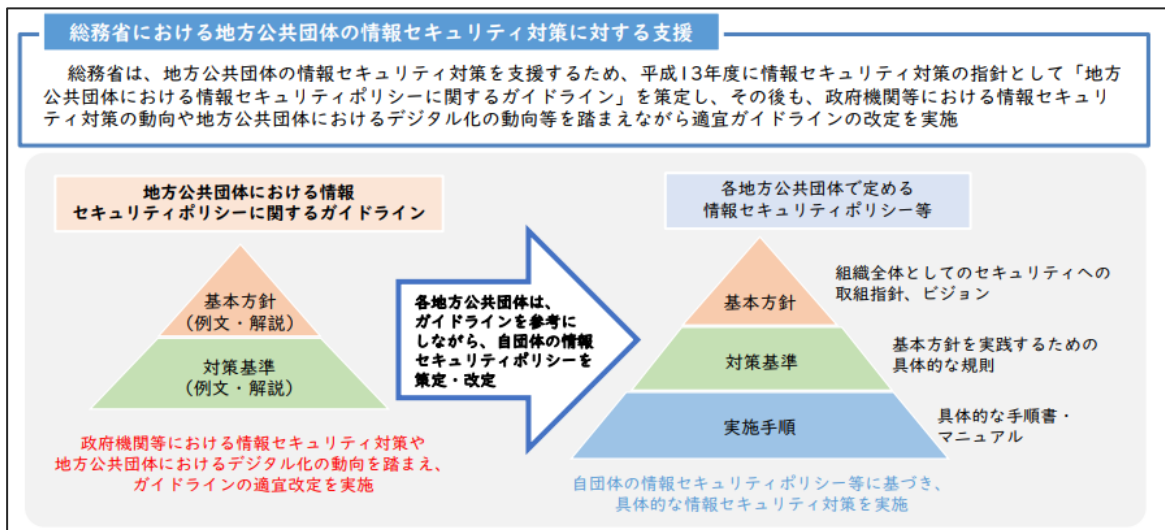 総務省における地方公共団体の情報セキュリティ対策に対する支援
総務省は、地方公共団体の情報セキュリティ対策を支援するため、平成13年度に情報セキュリティ対策の指針として「地方
公共団体における情報セキュリティポリシーに関するガイドライン」を策定し、その後も、政府機関等における情報セキュリ
ティ対策の動向や地方公共団体におけるデジタル化の動向等を踏まえながら適宜ガイドラインの改定を実施
地方公共団体における情報
セキュリティポリシーに関するガイドライン
基本方針
（例文・解説）
対策基準
（例文・解説）
政府機関等における情報セキュリティ対策や
地方公共団体におけるデジタル化の動向を踏まえ、
ガイドラインの適宜改定を実施
各地方公共団体は、
ガイドラインを参考に
しながら、自団体の情報
セキュリティポリシーを
策定・改定
各地方公共団体で定める
情報セキュリティポリシー等
基本方針
組織全体としてのセキュリティへの
取組指針、ビジョン
対策基準
基本方針を実践するための
具体的な規則
実施手順
具体的な手順書・
マニュアル
自団体の情報セキュリティポリシー等に基づき、
具体的な情報セキュリティ対策を実施